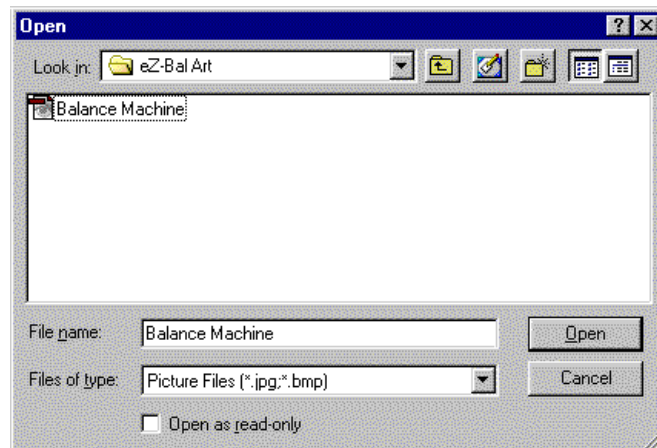 Open
Look in: eZ-Bal Art
Balance Machine
File name: Balance Machine Open
Files of type: Picture Files (*.jpg;*.bmp) Cancel
Open as read-only